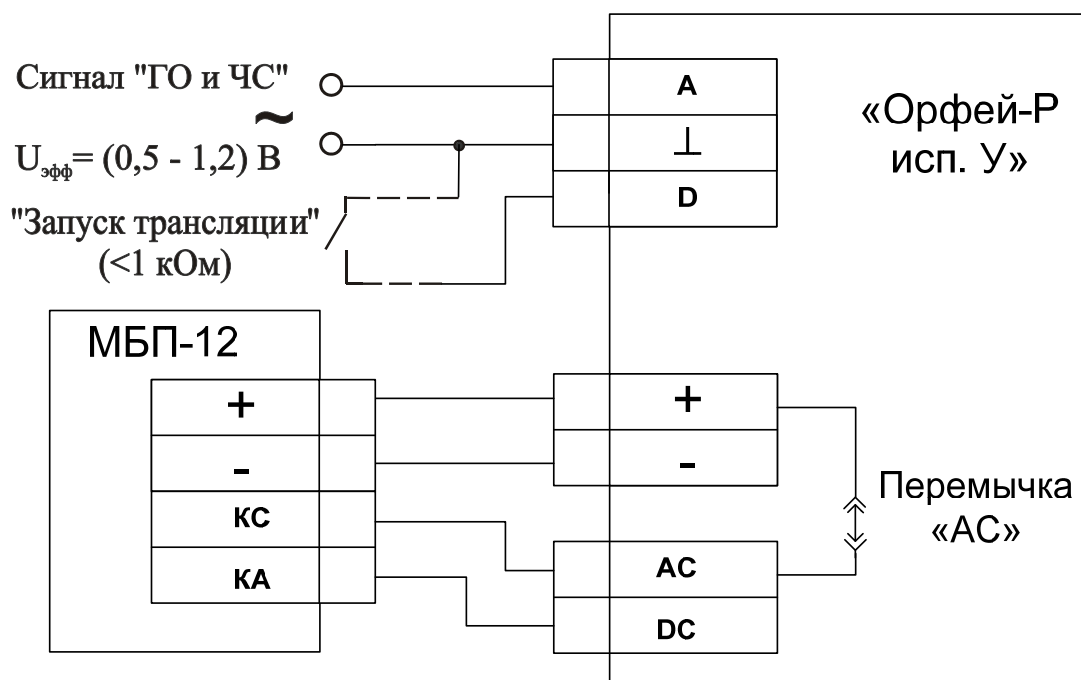 Сигнал "ГО и ЧС"
~
Uэфф= (0,5 - 1,2) В
"Запуск трансляции"
(<1 кОм)
A
⊥
D
«Орфей-Р
исп. У»
МБП-12
+
-
КС
КА
+
-
AC
DC
Перемычка
«АС»